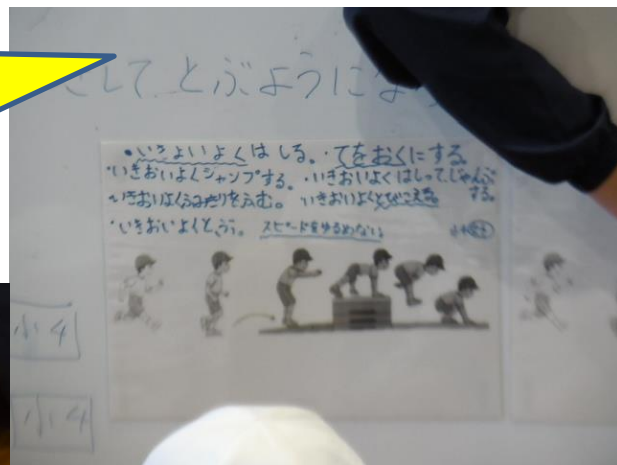 してとぶようにな
・いきよいよくはしる。・てをおくにする
・いきおいよくジャンプする。・いきおいよくはしってじゃんぷする。
・いきおいよくふみきりをふむ。 いきおいよくとびこえる
・いきおいよくとぶ。 スピードをゆるめない
小4
小4